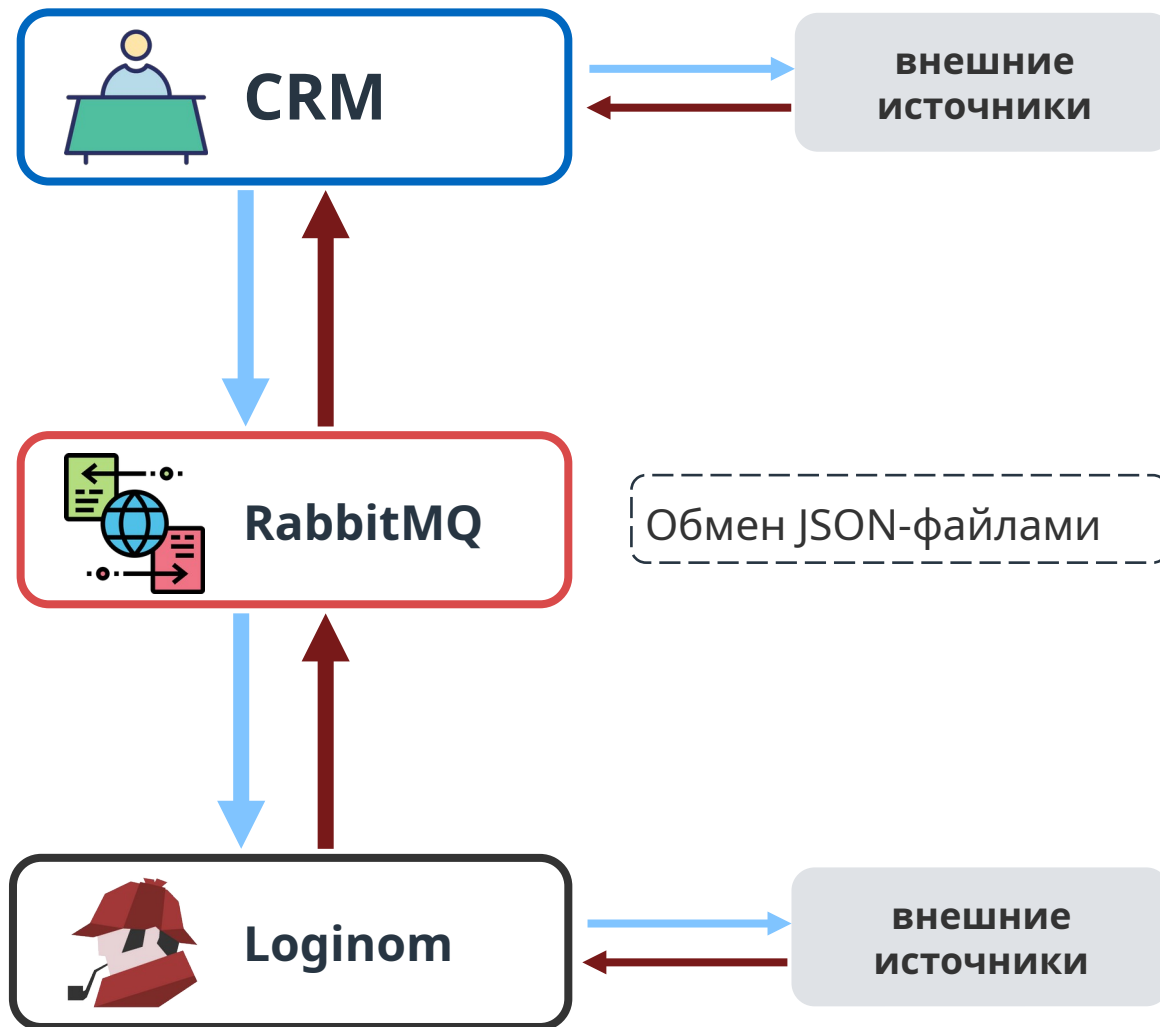 CRM
внешние
источники
RabbitMQ
Обмен JSON-файлами
Loginom
внешние
источники